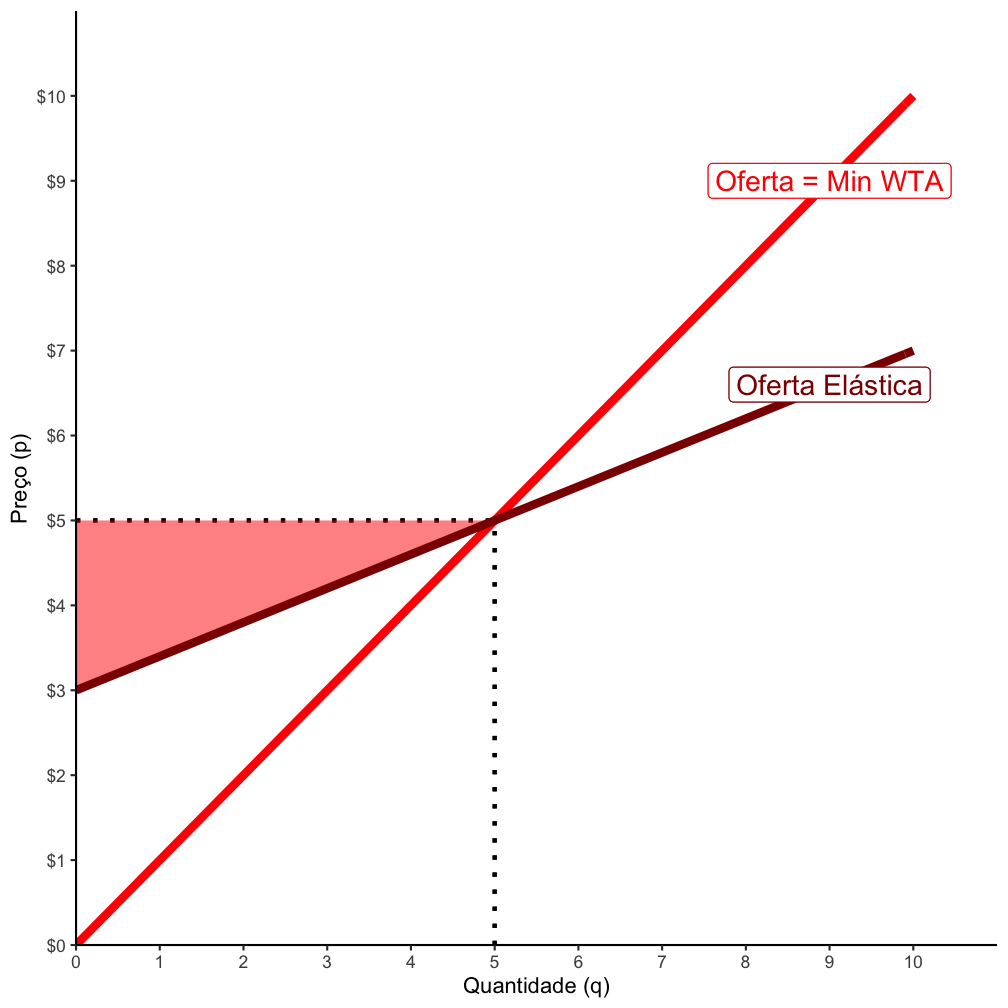 $10
$9
$8
$7
$6
$5
$4
$3
$2
$1
$0
Preço (p)
Oferta = Min WTA
Oferta Elástica
0 1 2 3 4 5 6 7 8 9 10
Quantidade (q)